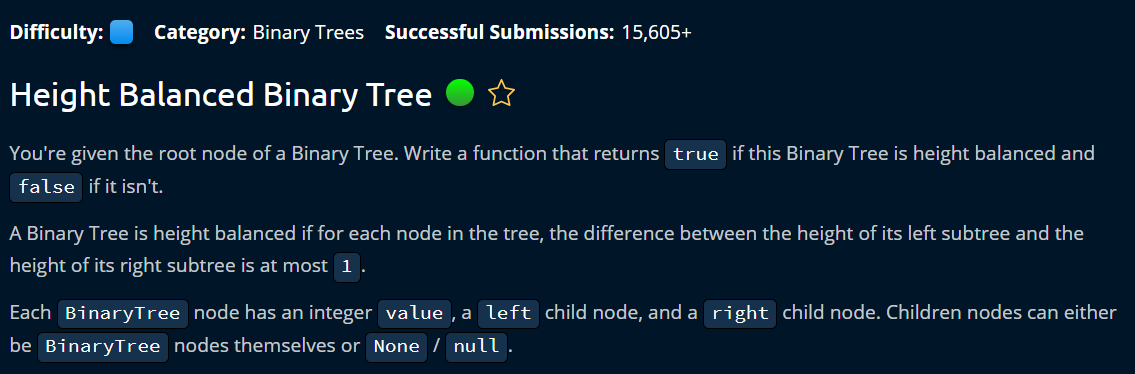 Difficulty: Category: Binary Trees Successful Submissions: 15,605+
Height Balanced Binary Tree
You're given the root node of a Binary Tree. Write a function that returns true if this Binary Tree is height balanced and
false if it isn't.
A Binary Tree is height balanced if for each node in the tree, the difference between the height of its left subtree and the
height of its right subtree is at most 1.
Each BinaryTree node has an integer value, a left child node, and a right child node. Children nodes can either
be BinaryTree nodes themselves or None / null.